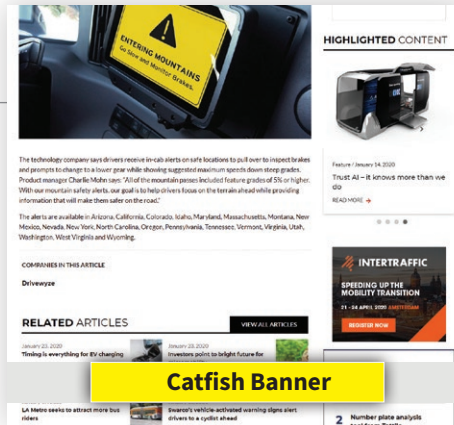 ENTERING MOUNTAINS
Go Slow and Monitor Brakes.
The technology company says drivers receive in-cab alerts on safe locations to pull over to inspect brakes
and prompts to change to a lower gear while showing suggested maximum speeds down steep grades.
Product manager Charlie Mohn says: "All of the mountain passes included feature grades of 5% or higher.
With our mountain safety alerts, our goal is to help drivers focus on the terrain ahead while providing
information that will make them safer on the road."
The alerts are available in Arizona, California, Colorado, Idaho, Maryland, Massachusetts, Montana, New
Mexico, Nevada, New York, North Carolina, Oregon, Pennsylvania, Tennessee, Vermont, Virginia, Utah,
Washington, West Virginia and Wyoming.
COMPANIES IN THIS ARTICLE
Drivewyze
RELATED ARTICLES
VIEW ALL ARTICLES
January 23, 2020
Timing is everything for EV charging
January 23, 2020
Investors point to bright future for
LA Metro seeks to attract more bus
riders
Swarco's vehicle-activated warning signs alert
drivers to a cyclist ahead
HIGHLIGHTED CONTENT
Feature / January 14, 2020
Trust AI – it knows more than we
do
READ MORE →
INTERTRAFFIC
SPEEDING UP THE
MOBILITY TRANSITION
21 - 24 APRIL 2020 AMSTERDAM
REGISTER NOW
2 Number plate analysis
Catfish Banner